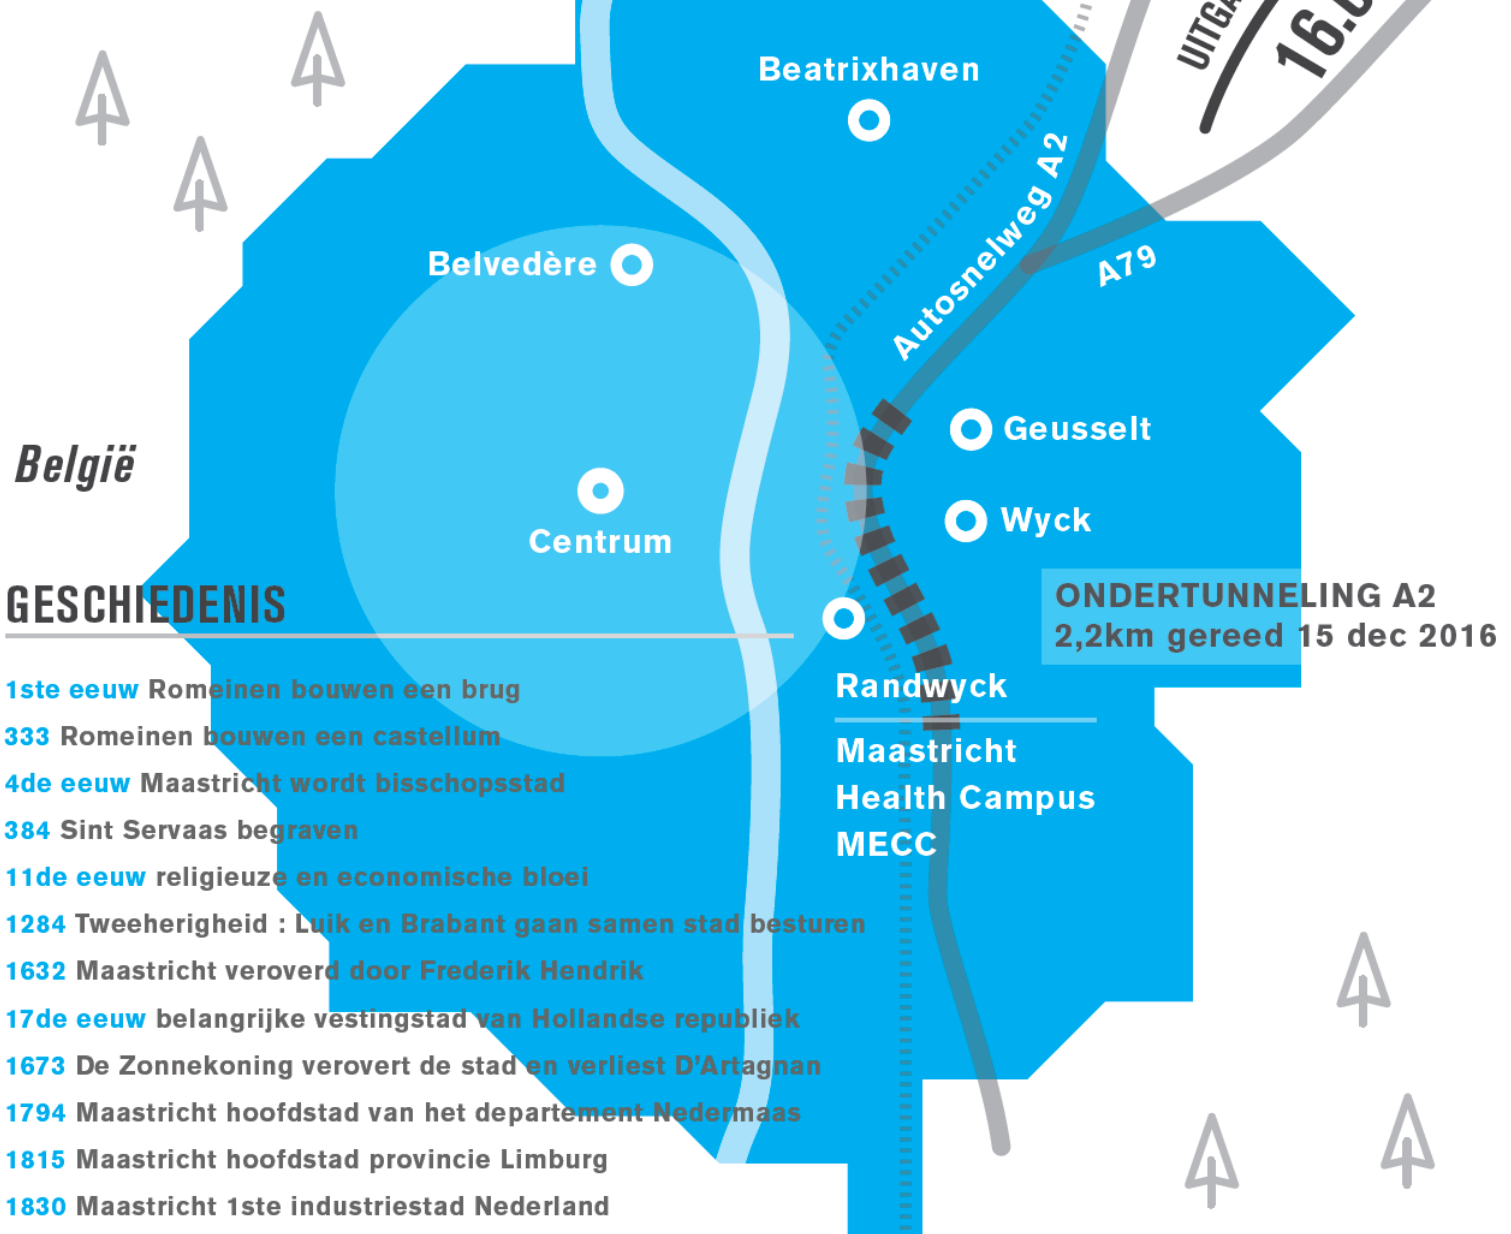 Beatrixhaven
Autosnelweg A2
A79
Belvedère
Geusselt
België
Wyck
Centrum
ONDERTUNNELING A2
2,2km gereed 15 dec 2016
Randwyck
Maastricht
Health Campus
MECC
GESCHIEDENIS
1ste eeuw Romeinen bouwen een brug
333 Romeinen bouwen een castellum
4de eeuw Maastricht wordt bisschopsstad
384 Sint Servaas begraven
11de eeuw religieuze en economische bloei
1284 Tweeherigheid : Luik en Brabant gaan samen stad besturen
1632 Maastricht veroverd door Frederik Hendrik
17de eeuw belangrijke vestingstad van Hollandse republiek
1673 De Zonnekoning verovert de stad en verliest D’Artagnan
1794 Maastricht hoofdstad van het departement Nedermaas
1815 Maastricht hoofdstad provincie Limburg
1830 Maastricht 1ste industriestad Nederland